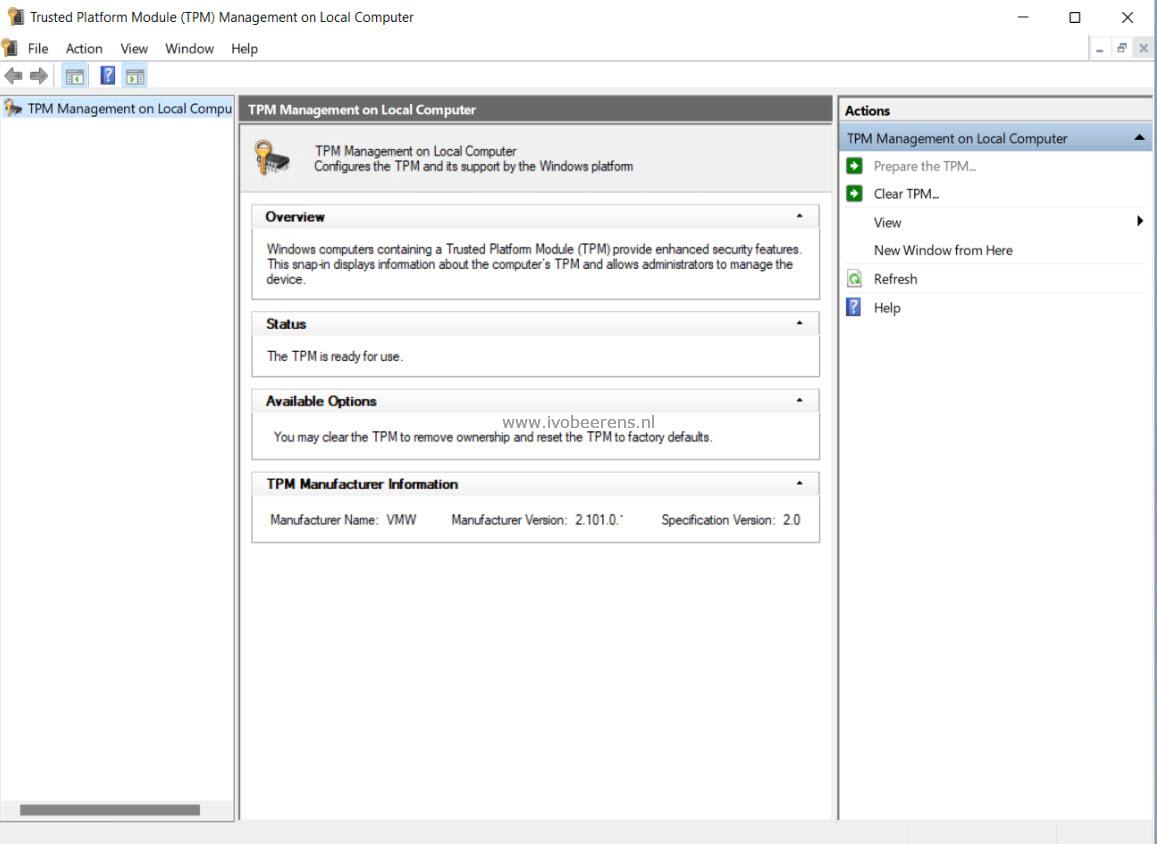 Trusted Platform Module (TPM) Management on Local Computer
File Action View Window Help
TPM Management on Local Compu
TPM Management on Local Computer
TPM Management on Local Computer
Configures the TPM and its support by the Windows platform
Overview
Windows computers containing a Trusted Platform Module (TPM) provide enhanced security features.
This snap-in displays information about the computer's TPM and allows administrators to manage the
device.
Status
The TPM is ready for use.
Available Options
www.ivobeerens.nl
You may clear the TPM to remove ownership and reset the TPM to factory defaults.
TPM Manufacturer Information
Manufacturer Name: VMW Manufacturer Version: 2.101.0. Specification Version: 2.0
Actions
TPM Management on Local Computer
Prepare the TPM...
Clear TPM...
View
New Window from Here
Refresh
Help